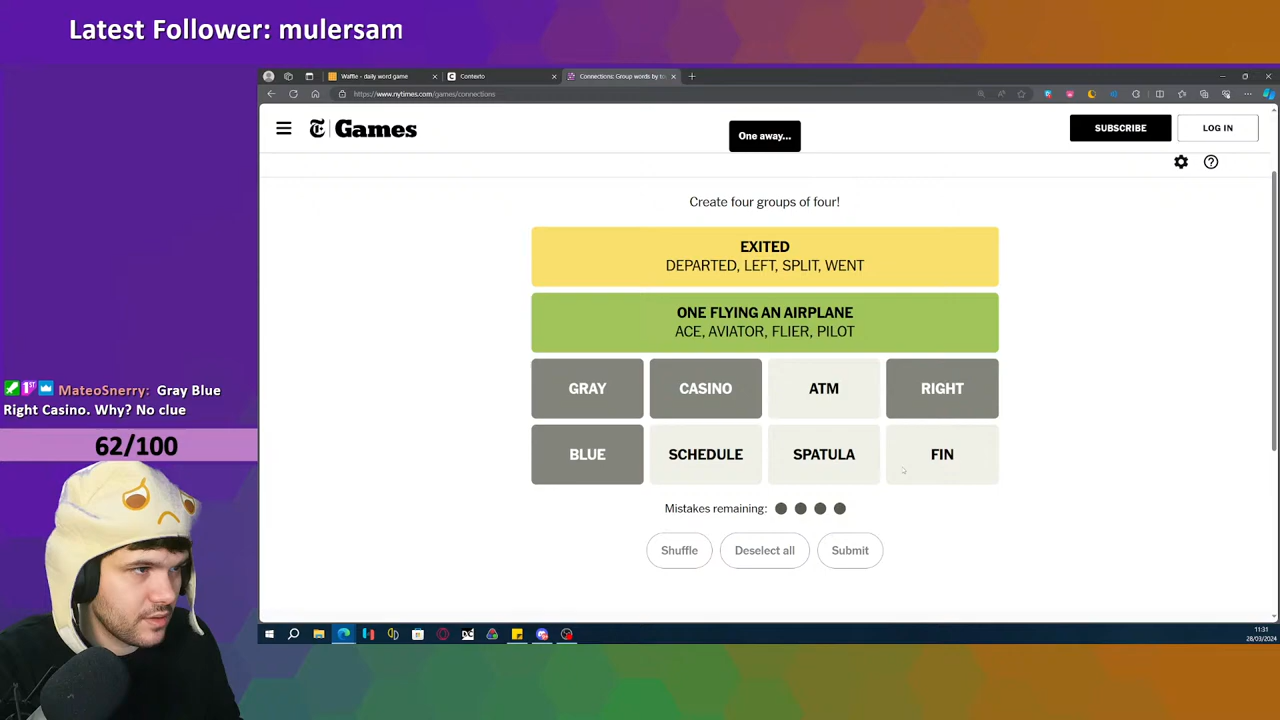 Latest Follower: mulersam
Waffle - daily word game
Contexto
Connections: Group words by to
https://www.nytimes.com/games/connections
Games
One away...
SUBSCRIBE
LOG IN
Create four groups of four!
EXITED
DEPARTED, LEFT, SPLIT, WENT
ONE FLYING AN AIRPLANE
ACE, AVIATOR, FLIER, PILOT
GRAY CASINO ATM RIGHT
BLUE SCHEDULE SPATULA FIN
Mistakes remaining:
Shuffle Deselect all Submit
MateoSnerry: Gray Blue
Right Casino. Why? No clue
62/100
11:31
28/03/2024